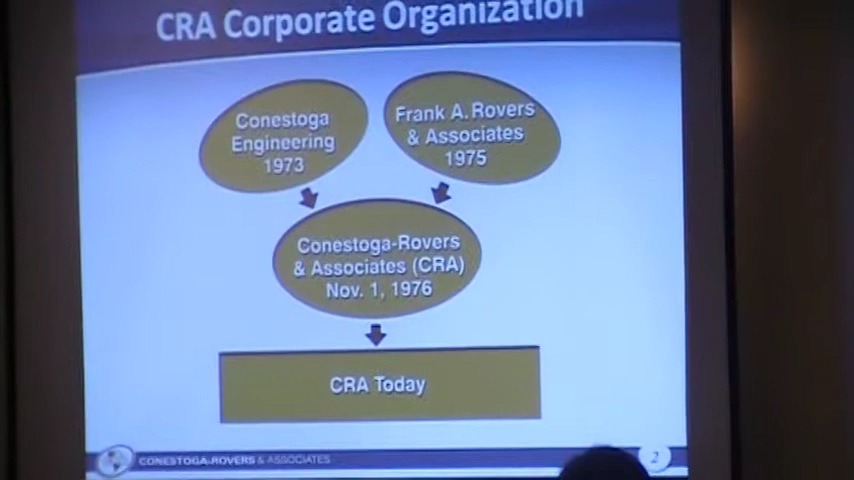 CRA Corporate Organization
Conestoga
Engineering
1973
Frank A. Rovers
& Associates
1975
Conestoga-Rovers
& Associates (CRA)
Nov. 1, 1976
CRA Today
CONESTOGA-ROVERS & ASSOCIATES
2